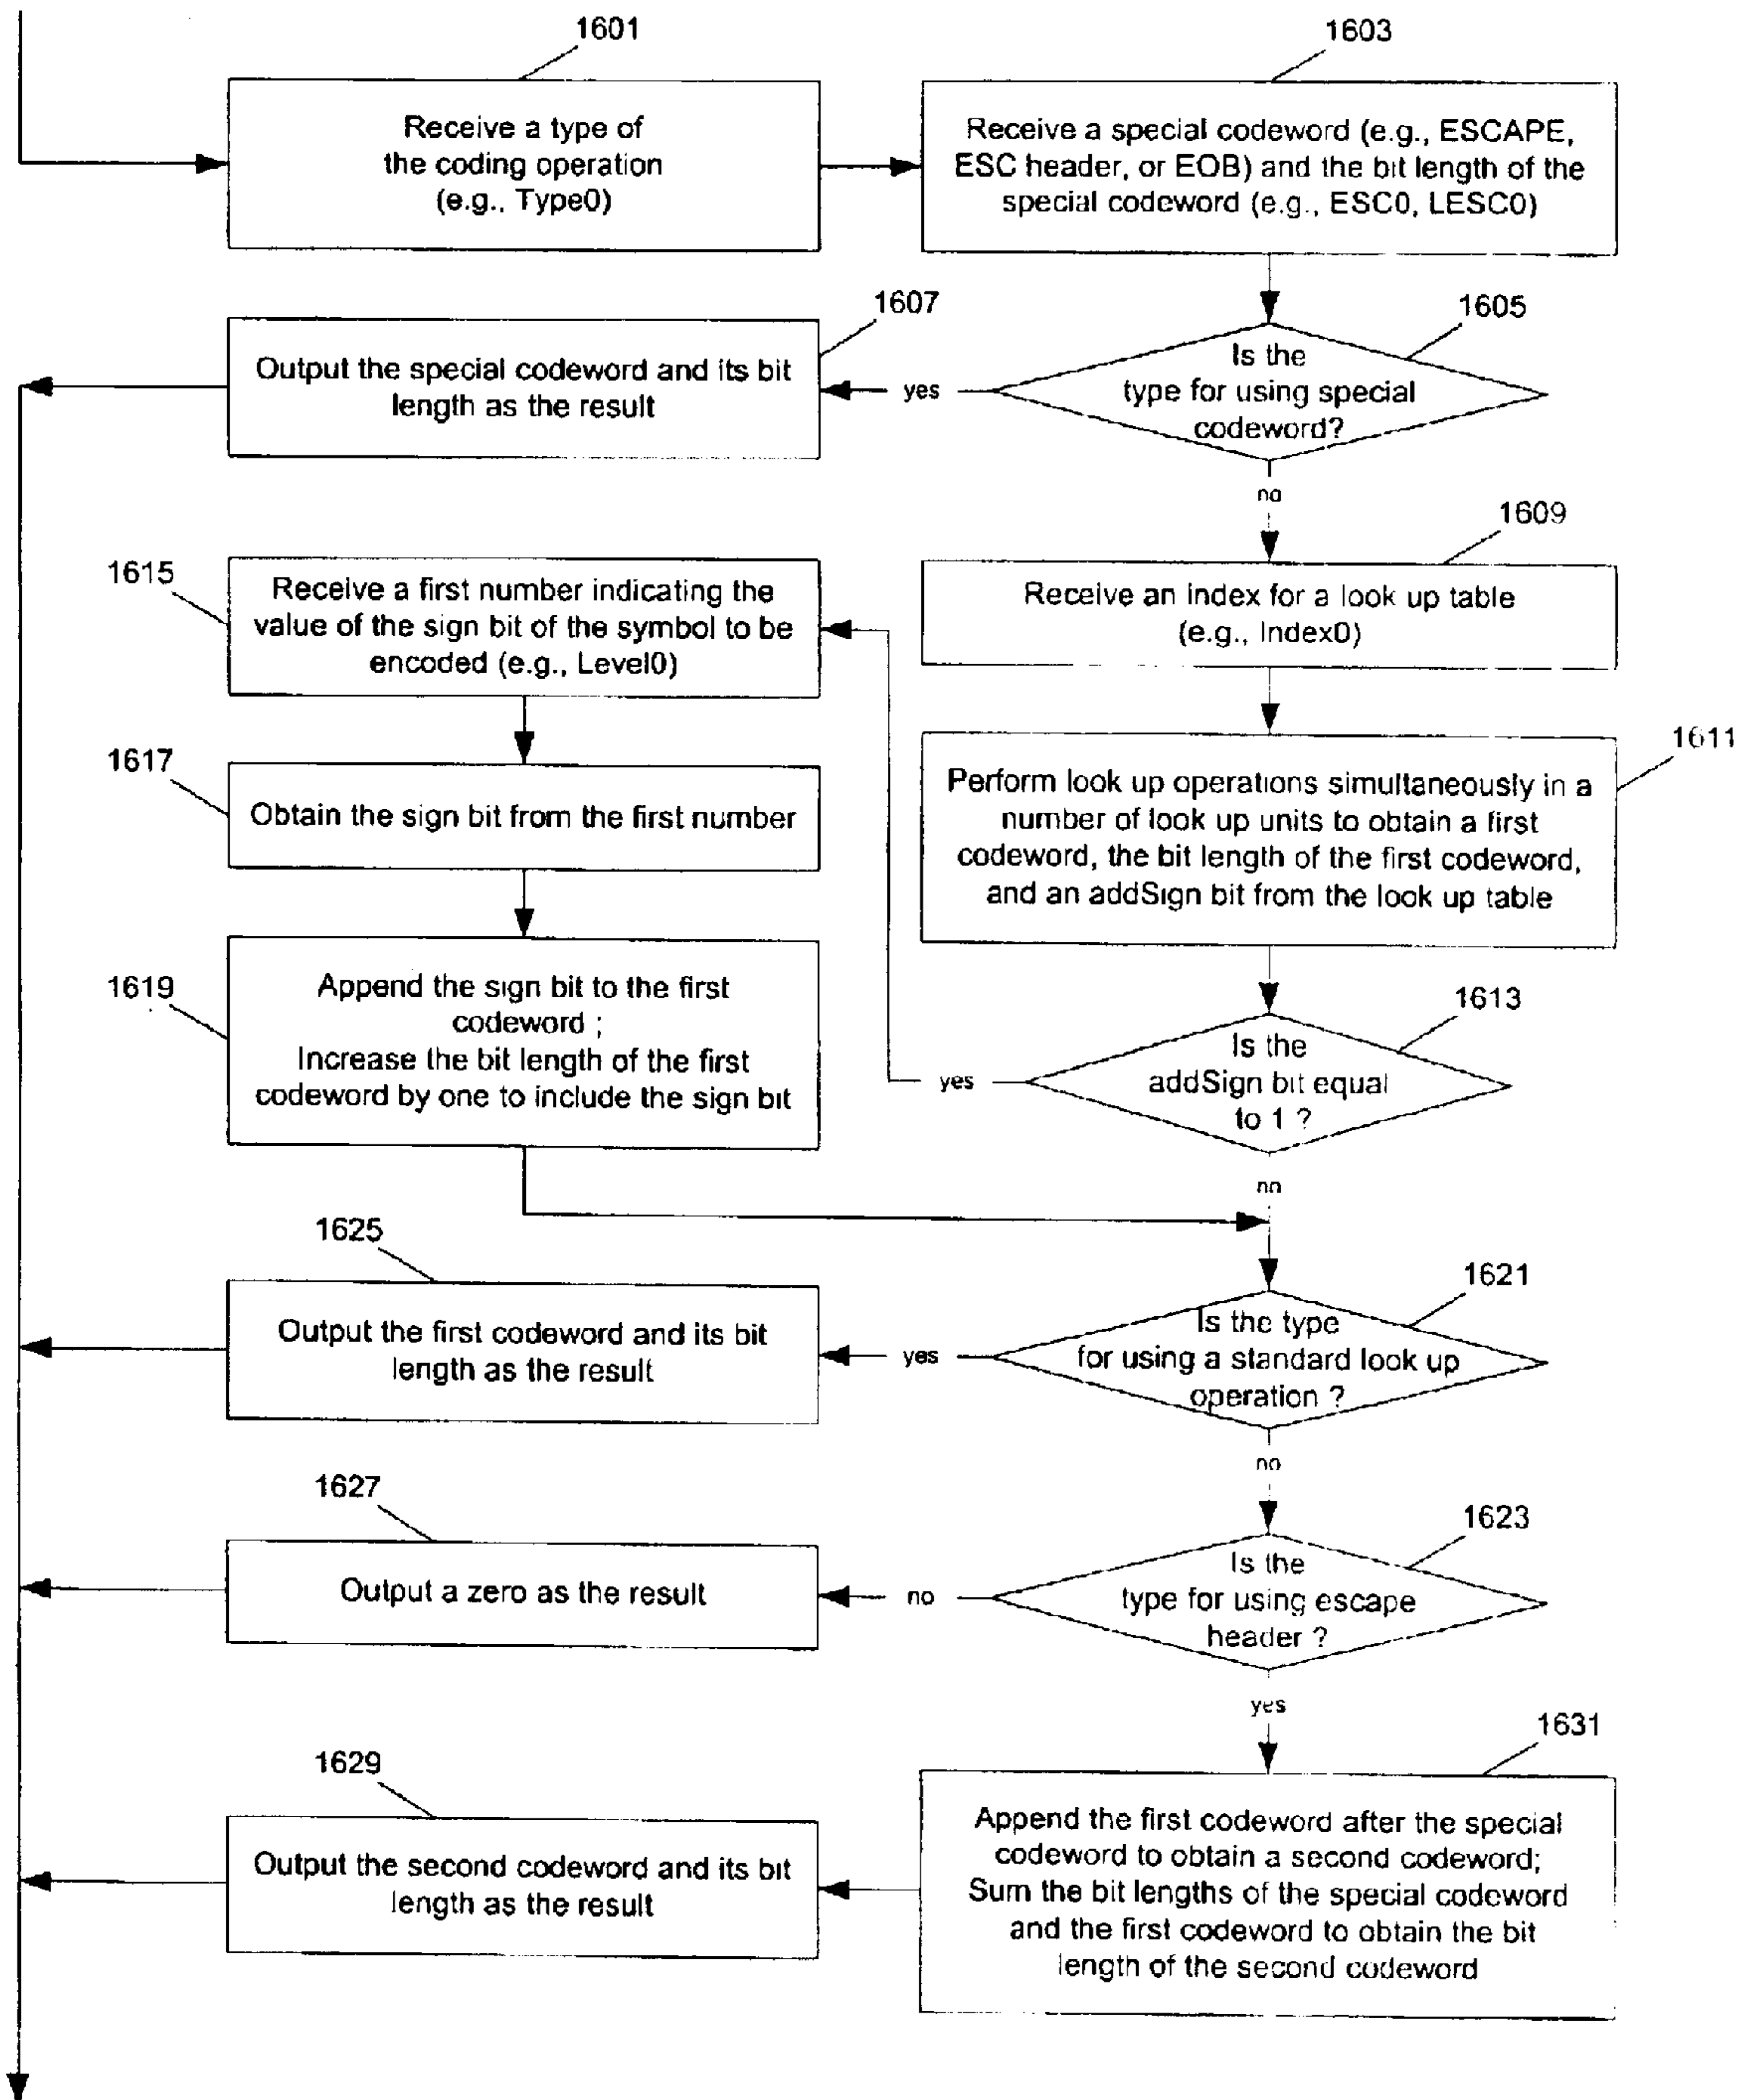 1601
Receive a type of
the coding operation
(e.g., Type0)
1603
Receive a special codeword (e.g., ESCAPE,
ESC header, or EOB) and the bit length of the
special codeword (e.g., ESC0, LESC0)
1605
Is the
type for using special
codeword?
yes
1607
Output the special codeword and its bit
length as the result
no
1609
Receive an index for a look up table
(e.g., Index0)
1611
Perform look up operations simultaneously in a
number of look up units to obtain a first
codeword, the bit length of the first codeword,
and an addSign bit from the look up table
1613
Is the
addSign bit equal
to 1 ?
yes
1615
Receive a first number indicating the
value of the sign bit of the symbol to be
encoded (e.g., Level0)
1617
Obtain the sign bit from the first number
1619
Append the sign bit to the first
codeword ;
Increase the bit length of the first
codeword by one to include the sign bit
no
1621
Is the type
for using a standard look up
operation ?
yes
1625
Output the first codeword and its bit
length as the result
no
1623
Is the
type for using escape
header ?
no
1627
Output a zero as the result
yes
1631
Append the first codeword after the special
codeword to obtain a second codeword;
Sum the bit lengths of the special codeword
and the first codeword to obtain the bit
length of the second codeword
1629
Output the second codeword and its bit
length as the result